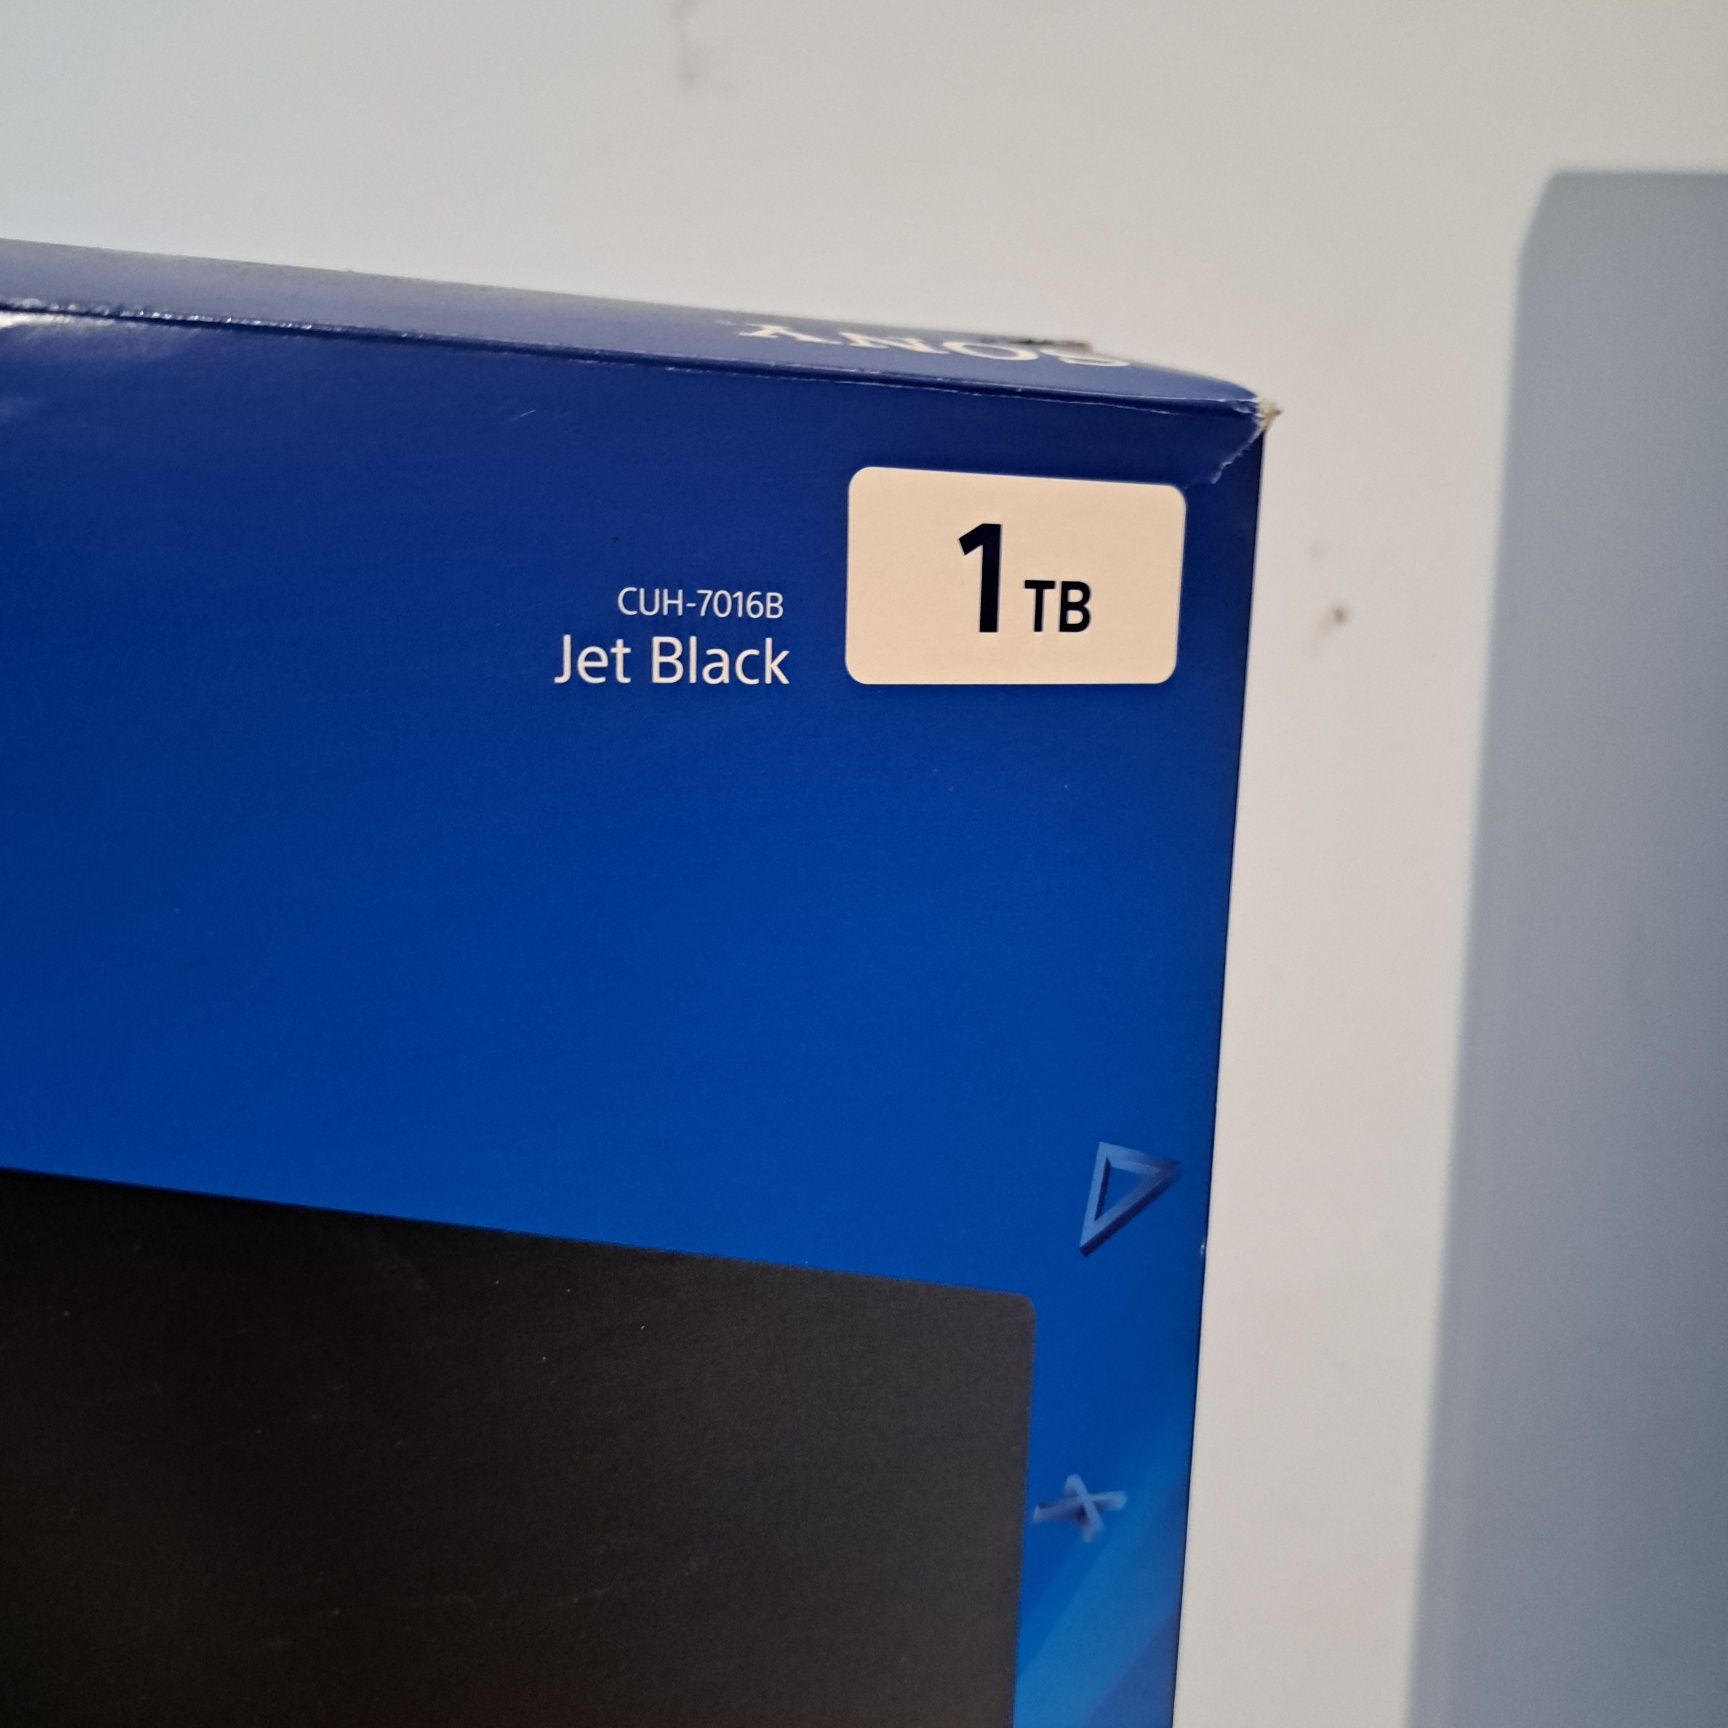 SONY
CUH-7016B
Jet Black
1 TB